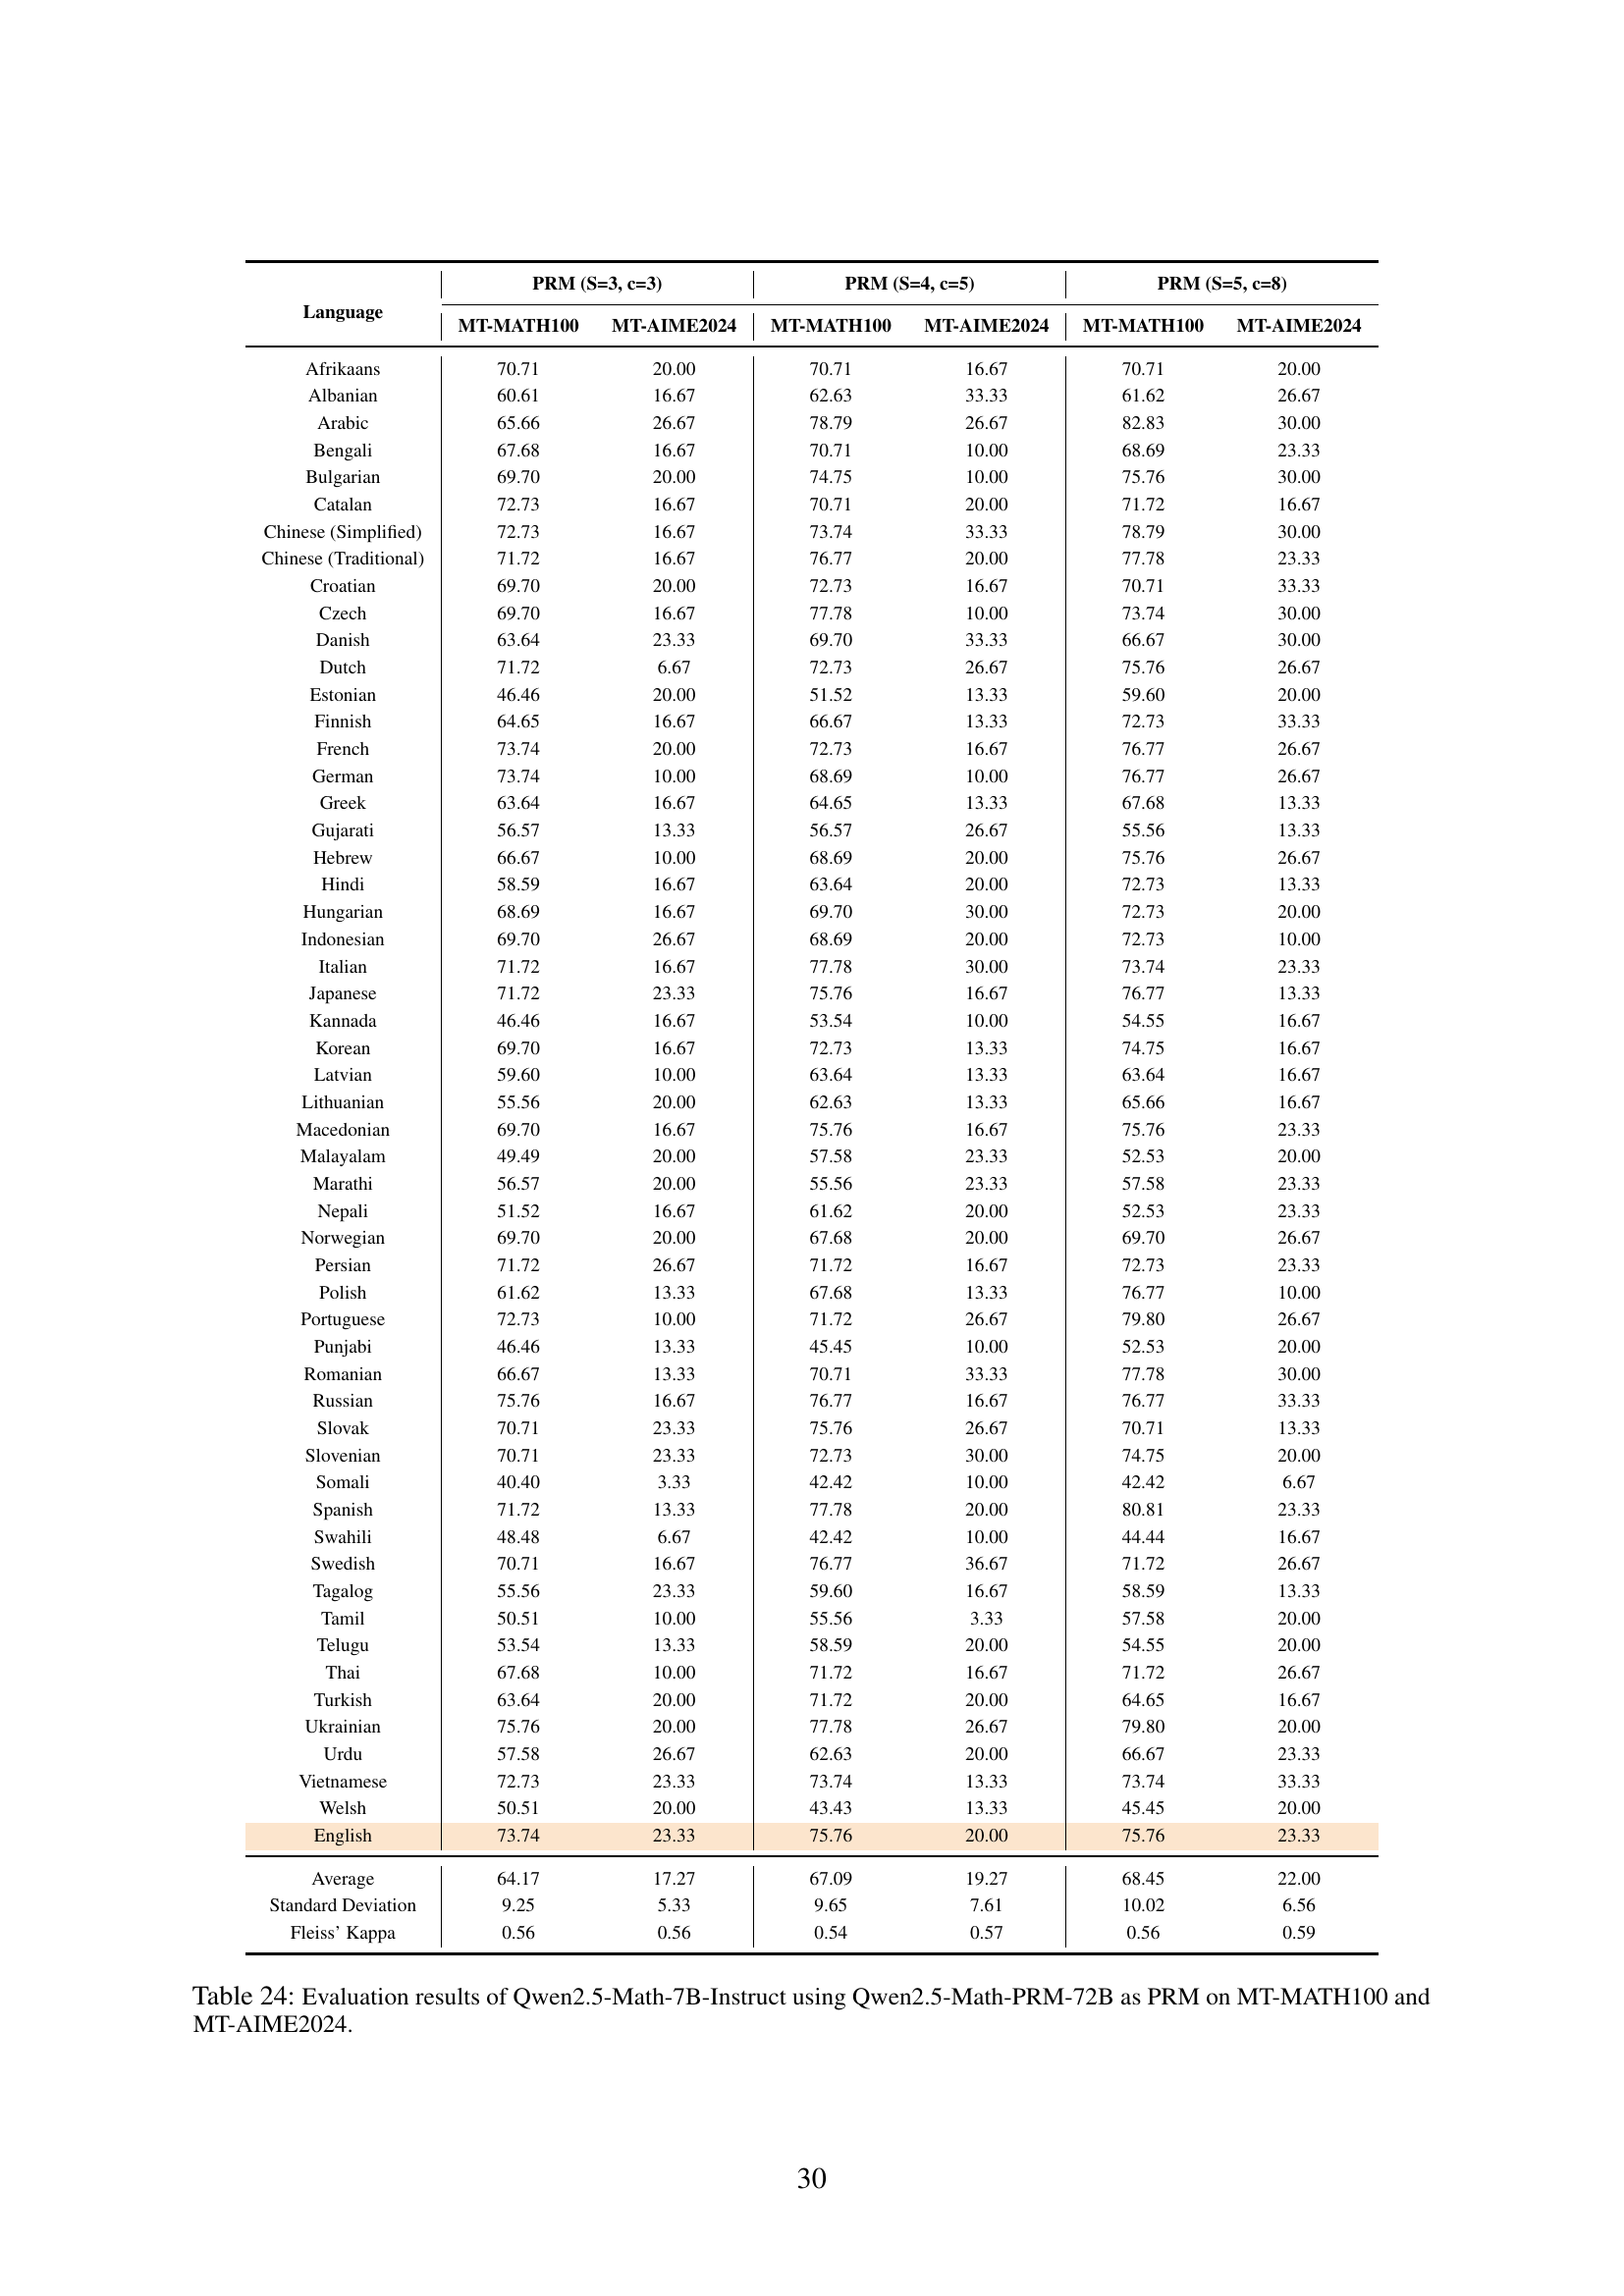 Language PRM (S=3, c=3) PRM (S=4, c=5) PRM (S=5, c=8)
MT-MATH100 MT-AIME2024 MT-MATH100 MT-AIME2024 MT-MATH100 MT-AIME2024
Afrikaans 70.71 20.00 70.71 16.67 70.71 20.00
Albanian 60.61 16.67 62.63 33.33 61.62 26.67
Arabic 65.66 26.67 78.79 26.67 82.83 30.00
Bengali 67.68 16.67 70.71 10.00 68.69 23.33
Bulgarian 69.70 20.00 74.75 10.00 75.76 30.00
Catalan 72.73 16.67 70.71 20.00 71.72 16.67
Chinese (Simplified) 72.73 16.67 73.74 33.33 78.79 30.00
Chinese (Traditional) 71.72 16.67 76.77 20.00 77.78 23.33
Croatian 69.70 20.00 72.73 16.67 70.71 33.33
Czech 69.70 16.67 77.78 10.00 73.74 30.00
Danish 63.64 23.33 69.70 33.33 66.67 30.00
Dutch 71.72 6.67 72.73 26.67 75.76 26.67
Estonian 46.46 20.00 51.52 13.33 59.60 20.00
Finnish 64.65 16.67 66.67 13.33 72.73 33.33
French 73.74 20.00 72.73 16.67 76.77 26.67
German 73.74 10.00 68.69 10.00 76.77 26.67
Greek 63.64 16.67 64.65 13.33 67.68 13.33
Gujarati 56.57 13.33 56.57 26.67 55.56 13.33
Hebrew 66.67 10.00 68.69 20.00 75.76 26.67
Hindi 58.59 16.67 63.64 20.00 72.73 13.33
Hungarian 68.69 16.67 69.70 30.00 72.73 20.00
Indonesian 69.70 26.67 68.69 20.00 72.73 10.00
Italian 71.72 16.67 77.78 30.00 73.74 23.33
Japanese 71.72 23.33 75.76 16.67 76.77 13.33
Kannada 46.46 16.67 53.54 10.00 54.55 16.67
Korean 69.70 16.67 72.73 13.33 74.75 16.67
Latvian 59.60 10.00 63.64 13.33 63.64 16.67
Lithuanian 55.56 20.00 62.63 13.33 65.66 16.67
Macedonian 69.70 16.67 75.76 16.67 75.76 23.33
Malayalam 49.49 20.00 57.58 23.33 52.53 20.00
Marathi 56.57 20.00 55.56 23.33 57.58 23.33
Nepali 51.52 16.67 61.62 20.00 52.53 23.33
Norwegian 69.70 20.00 67.68 20.00 69.70 26.67
Persian 71.72 26.67 71.72 16.67 72.73 23.33
Polish 61.62 13.33 67.68 13.33 76.77 10.00
Portuguese 72.73 10.00 71.72 26.67 79.80 26.67
Punjabi 46.46 13.33 45.45 10.00 52.53 20.00
Romanian 66.67 13.33 70.71 33.33 77.78 30.00
Russian 75.76 16.67 76.77 16.67 76.77 33.33
Slovak 70.71 23.33 75.76 26.67 70.71 13.33
Slovenian 70.71 23.33 72.73 30.00 74.75 20.00
Somali 40.40 3.33 42.42 10.00 42.42 6.67
Spanish 71.72 13.33 77.78 20.00 80.81 23.33
Swahili 48.48 6.67 42.42 10.00 44.44 16.67
Swedish 70.71 16.67 76.77 36.67 71.72 26.67
Tagalog 55.56 23.33 59.60 16.67 58.59 13.33
Tamil 50.51 10.00 55.56 3.33 57.58 20.00
Telugu 53.54 13.33 58.59 20.00 54.55 20.00
Thai 67.68 10.00 71.72 16.67 71.72 26.67
Turkish 63.64 20.00 71.72 20.00 64.65 16.67
Ukrainian 75.76 20.00 77.78 26.67 79.80 20.00
Urdu 57.58 26.67 62.63 20.00 66.67 23.33
Vietnamese 72.73 23.33 73.74 13.33 73.74 33.33
Welsh 50.51 20.00 43.43 13.33 45.45 20.00
English 73.74 23.33 75.76 20.00 75.76 23.33
Average 64.17 17.27 67.09 19.27 68.45 22.00
Standard Deviation 9.25 5.33 9.65 7.61 10.02 6.56
Fleiss' Kappa 0.56 0.56 0.54 0.57 0.56 0.59
Table 24: Evaluation results of Qwen2.5-Math-7B-Instruct using Qwen2.5-Math-PRM-72B as PRM on MT-MATH100 and
MT-AIME2024.
30